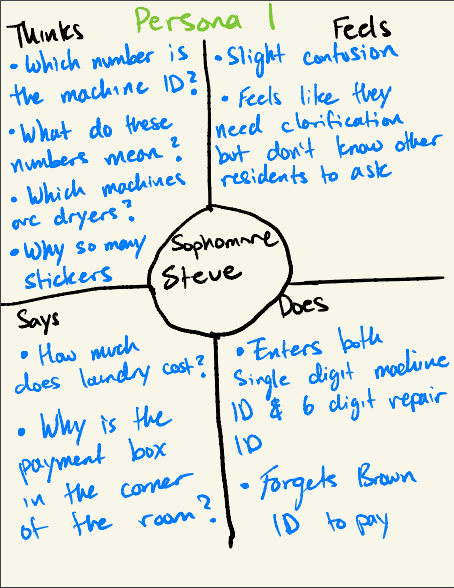 Persona 1
Thinks
• Which number is
the machine ID?
• What do these
numbers mean?
• Which machines
are dryers?
• Why so many
stickers
Feels
• Slight confusion
• Feels like they
need clarification
but don't know other
residents to ask
Sophomore
Steve
Says
• How much
does laundry cost?
• Why is the
payment box
in the corner
of the room?
Does
• Enters both
single digit machine
ID & 6 digit repair
ID
• Forgets Brown
ID to pay